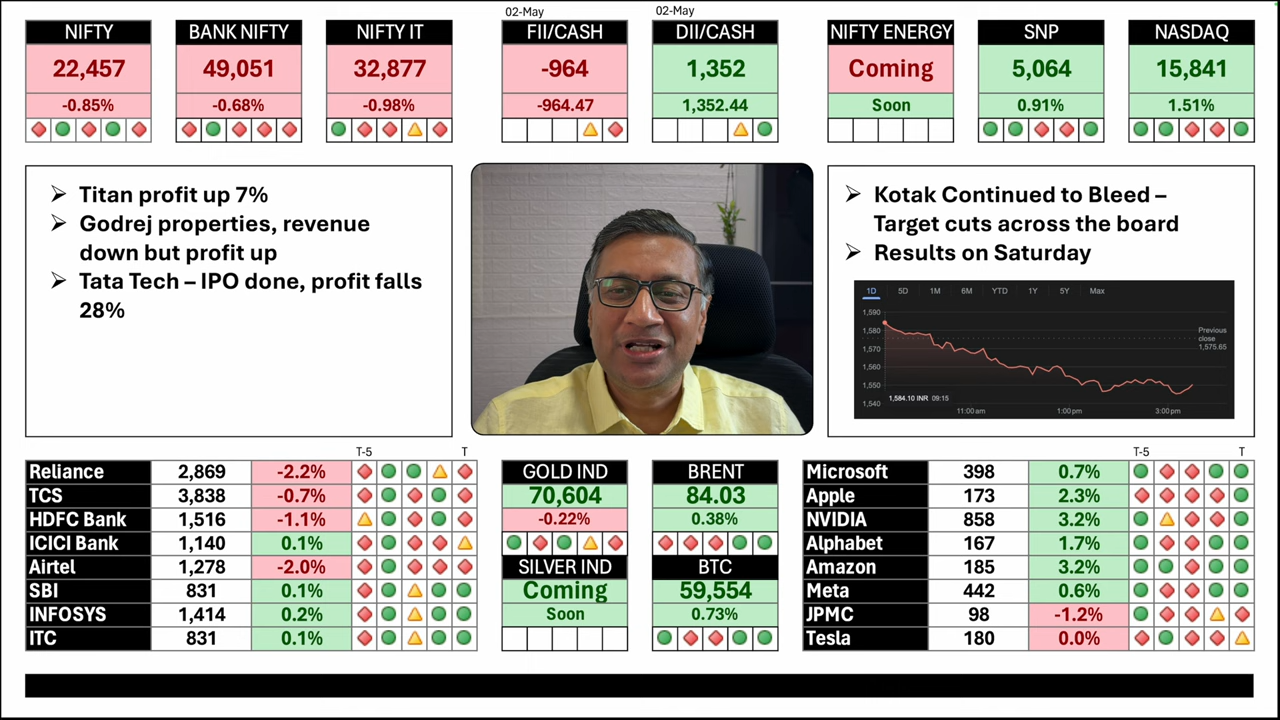 02-May
02-May
NIFTY
BANK NIFTY
NIFTY IT
FII/CASH
DII/CASH
NIFTY ENERGY
SNP
NASDAQ
22,457
49,051
32,877
-964
1,352
Coming
5,064
15,841
-0.85%
-0.68%
-0.98%
-964.47
1,352.44
Soon
0.91%
1.51%
Titan profit up 7%
Godrej properties, revenue
down but profit up
Tata Tech – IPO done, profit falls
28%
Kotak Continued to Bleed –
Target cuts across the board
Results on Saturday
1D 5D 1M 6M YTD 1Y 5Y Max
1,590
1,580
1,570
1,560
1,550
1,540
Previous
close
1,575.65
1,584.10 INR 09:15
11:00 am 1:00 pm 3:00 pm
T-5 T
Reliance 2,869 -2.2%
TCS 3,838 -0.7%
HDFC Bank 1,516 -1.1%
ICICI Bank 1,140 0.1%
Airtel 1,278 -2.0%
SBI 831 0.1%
INFOSYS 1,414 0.2%
ITC 831 0.1%
GOLD IND
70,604
-0.22%
SILVER IND
Coming
Soon
BRENT
84.03
0.38%
BTC
59,554
0.73%
T-5 T
Microsoft 398 0.7%
Apple 173 2.3%
NVIDIA 858 3.2%
Alphabet 167 1.7%
Amazon 185 3.2%
Meta 442 0.6%
JPMC 98 -1.2%
Tesla 180 0.0%